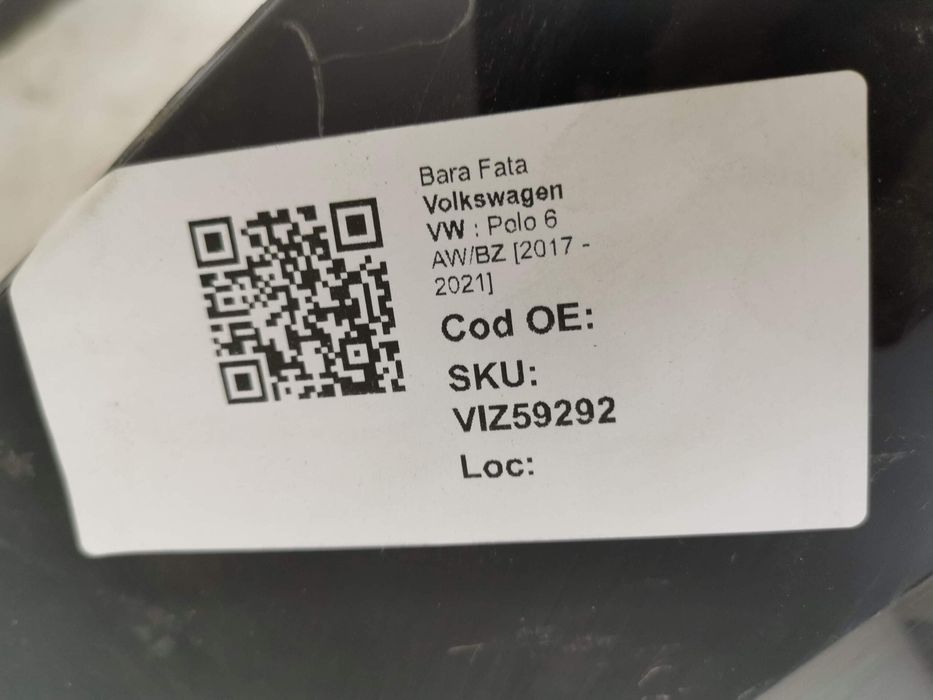 Bara Fata
Volkswagen
VW : Polo 6
AW/BZ [2017 -
2021]
Cod OE:
SKU:
VIZ59292
Loc: